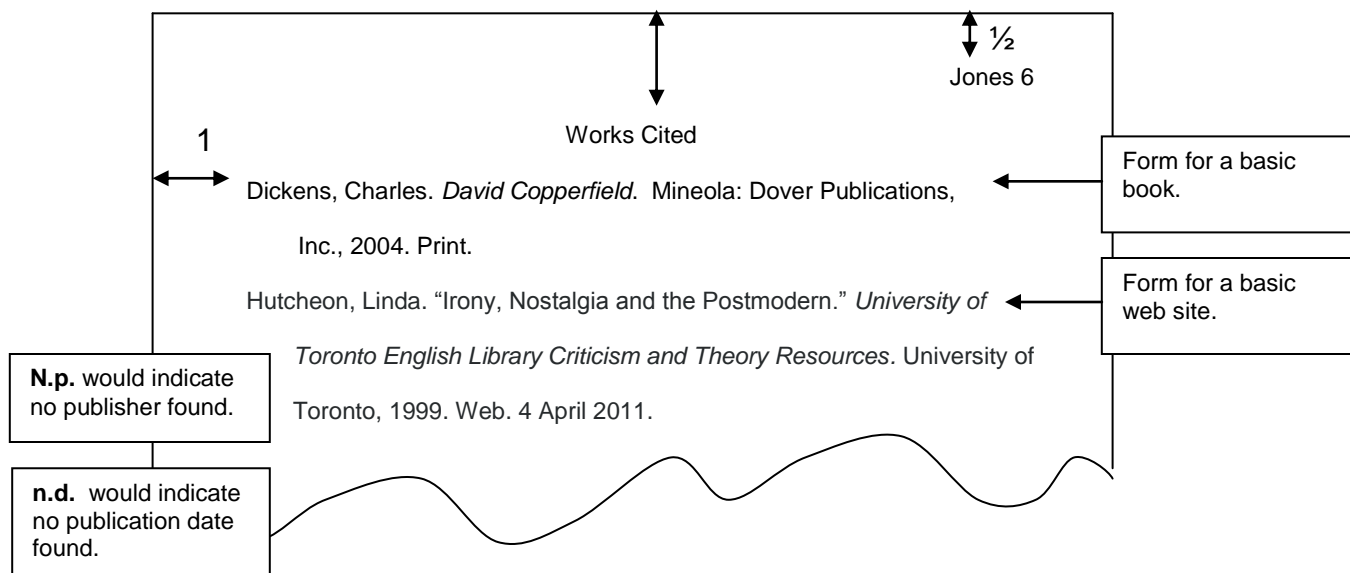 ½
Jones 6
Works Cited
1
Dickens, Charles. David Copperfield.  Mineola: Dover Publications,
Inc., 2004. Print.
Form for a basic
book.
Hutcheon, Linda. “Irony, Nostalgia and the Postmodern.” University of
Toronto English Library Criticism and Theory Resources. University of
Toronto, 1999. Web. 4 April 2011.
Form for a basic
web site.
N.p. would indicate
no publisher found.
n.d.  would indicate
no publication date
found.